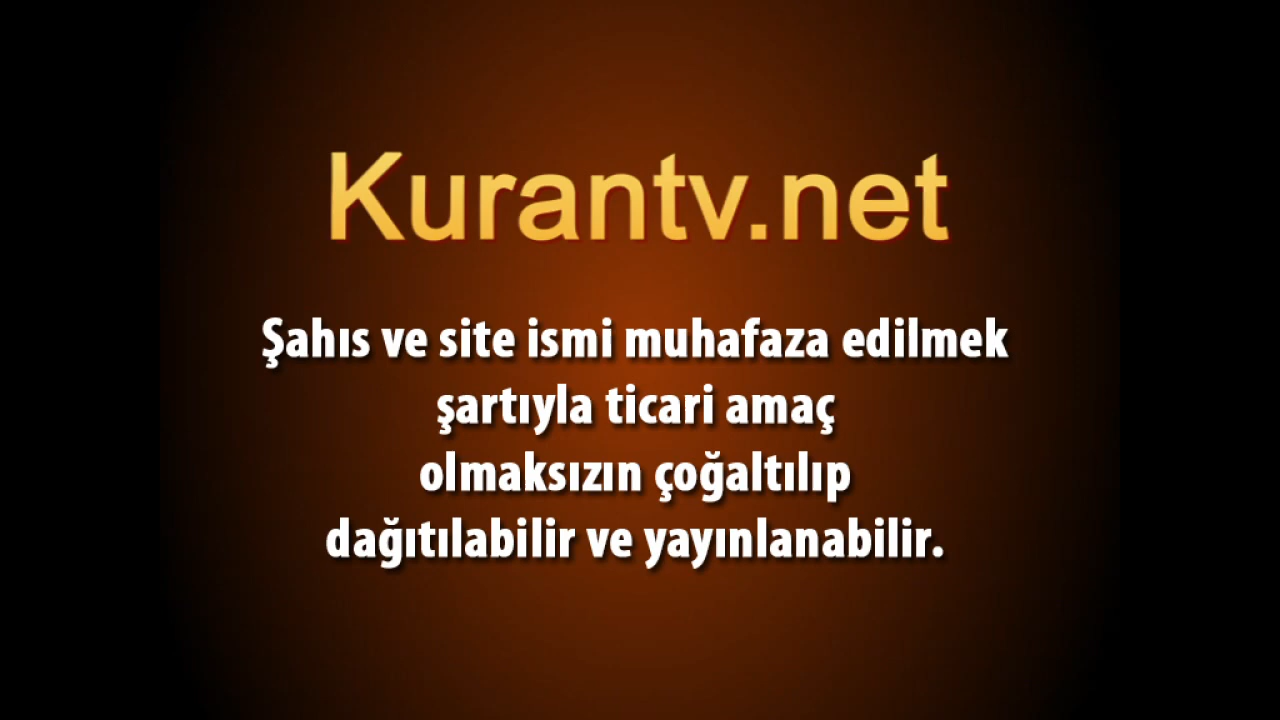 Kurantv.net
Şahıs ve site ismi muhafaza edilmek
şartıyla ticari amaç
olmaksızın çoğaltılıp
dağıtılabilir ve yayınlanabilir.